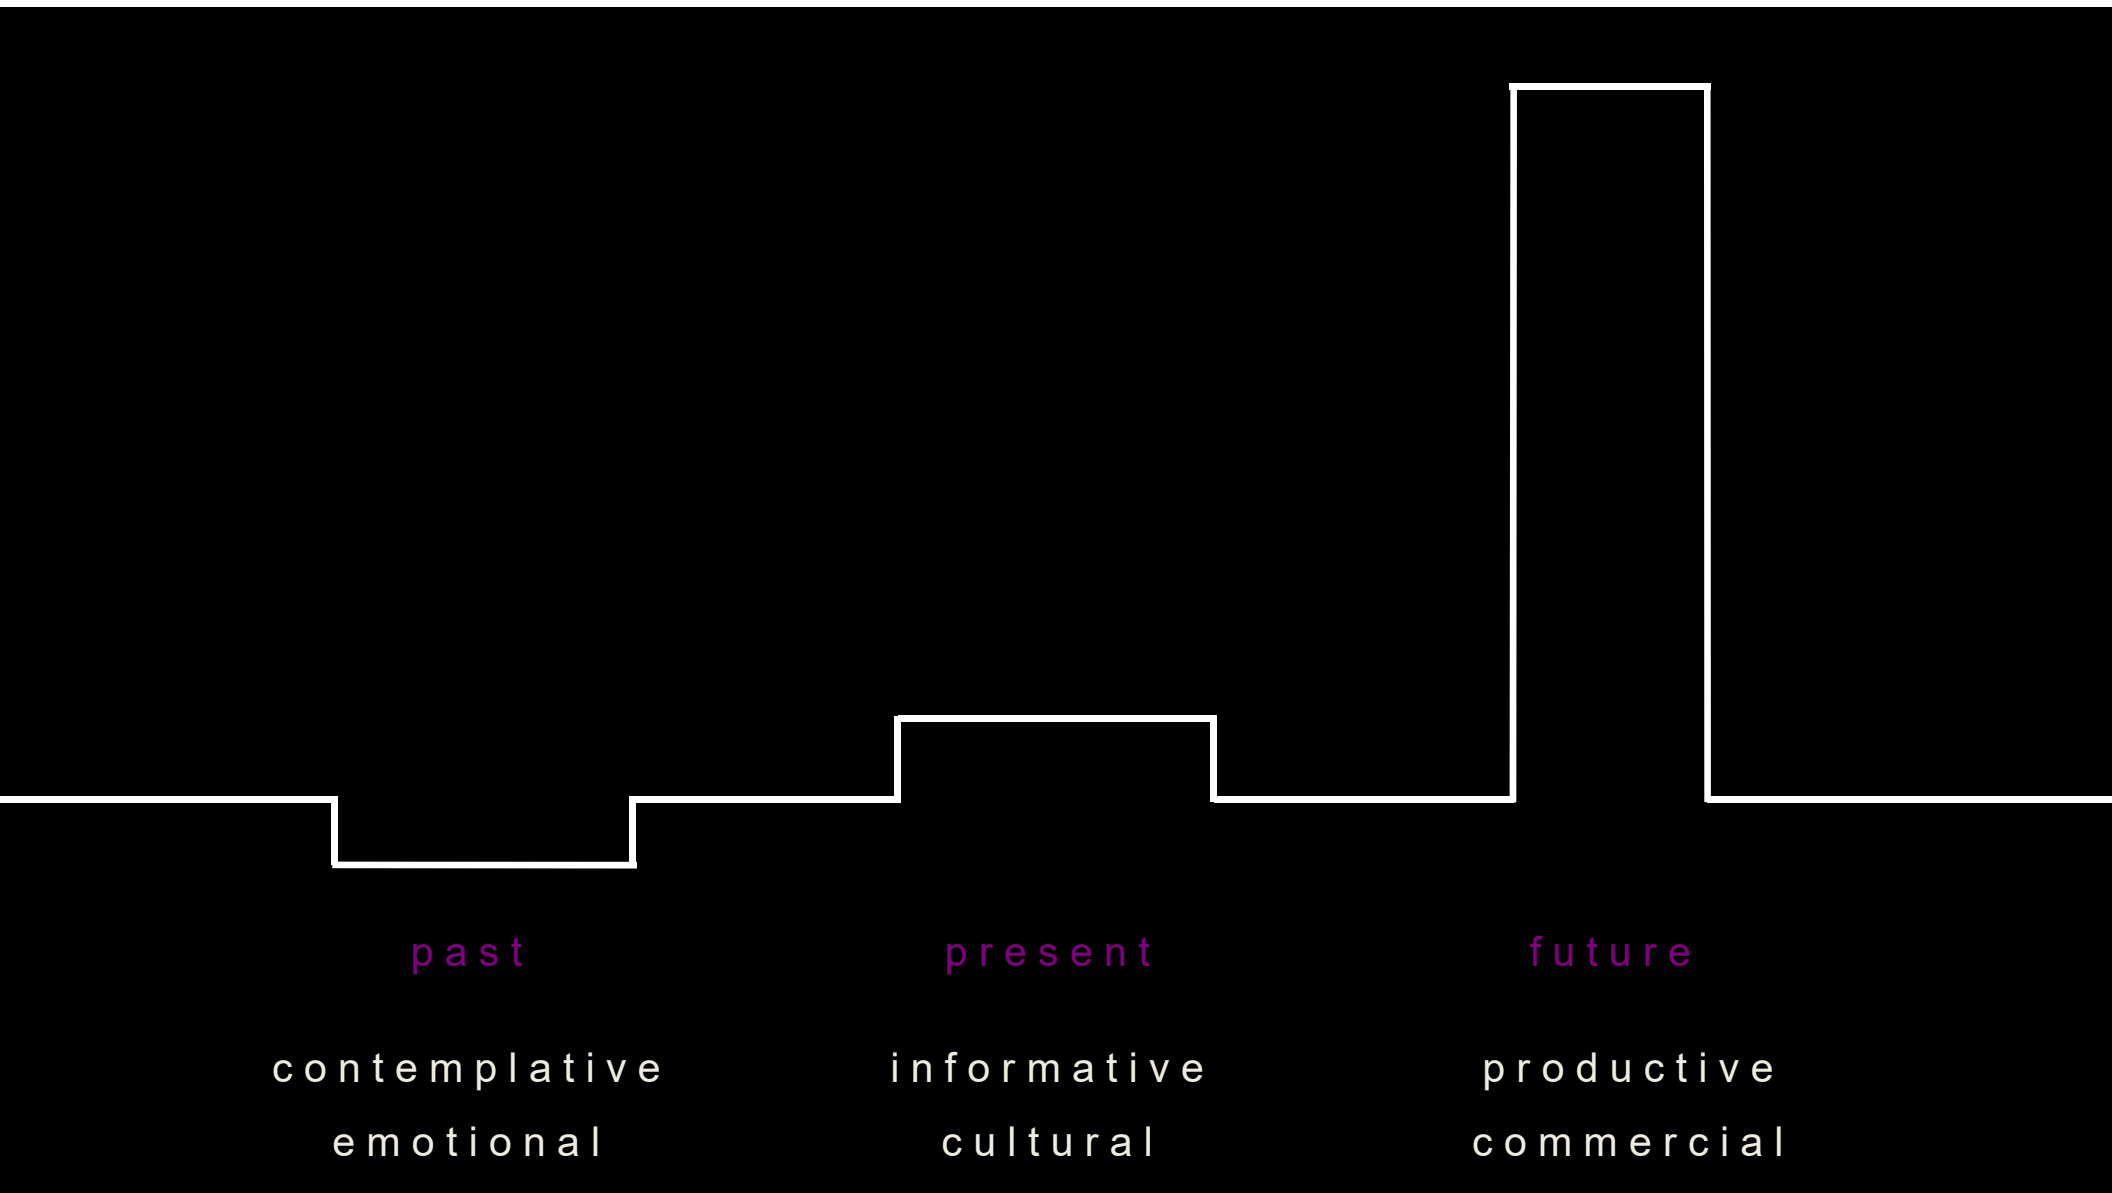 past present future
contemplative informative productive
emotional cultural commercial